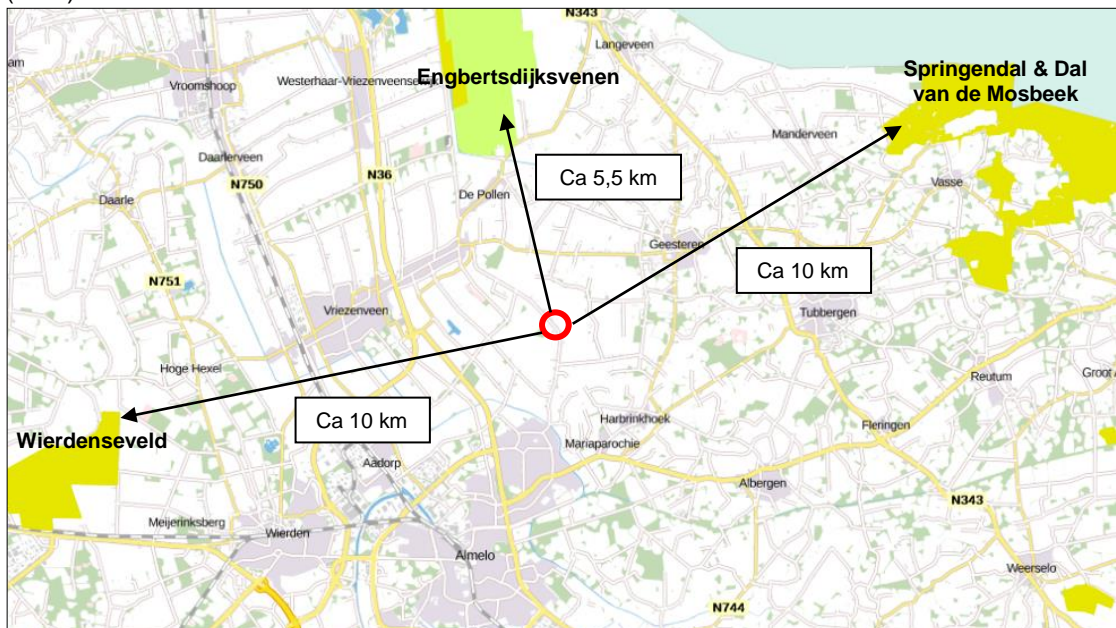 N343
Langeveen
am
Vroomshoop
Westerhaar-Vriezenveensewijk
Engbertsdijksvenen
Springendal & Dal
van de Mosbeek
Manderveen
Daarlerveen
N750
N36
De Pollen
Ca 5,5 km
Vasse
Daarle
Geesteren
N751
Ca 10 km
Vriezenveen
Tubbergen
Hoge Hexel
Reutum
Groot A
Ca 10 km
Harbrinkhoek
Wierdenseveld
Mariaparochie
Fleringen
Aadorp
Albergen
N343
Meijerinksberg
Wierden
Almelo
Weerselo
N744